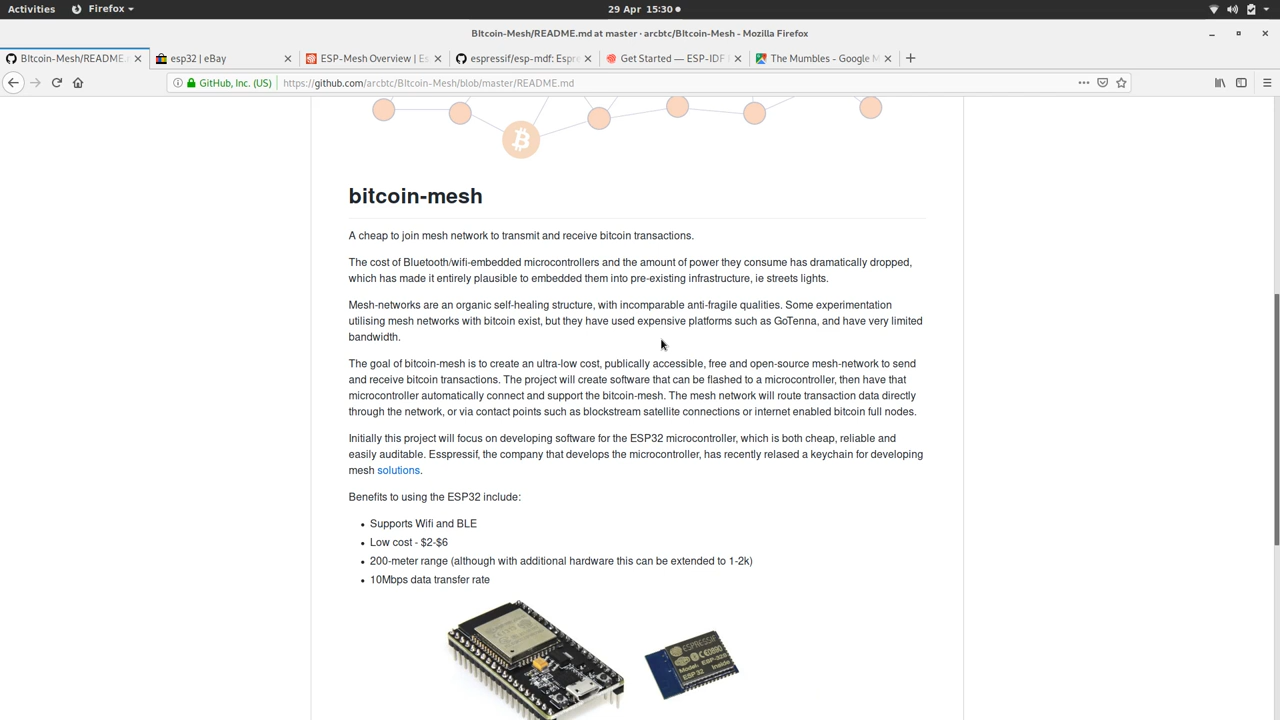 Activities Firefox 29 Apr 15:30
BItcoin-Mesh/README.md at master · arcbtc/BItcoin-Mesh - Mozilla Firefox
BItcoin-Mesh/README. esp32 | eBay ESP-Mesh Overview | Es espressif/esp-mdf: Espre Get Started — ESP-IDF The Mumbles - Google M
GitHub, Inc. (US) https://github.com/arcbtc/BItcoin-Mesh/blob/master/README.md
bitcoin-mesh
A cheap to join mesh network to transmit and receive bitcoin transactions.
The cost of Bluetooth/wifi-embedded microcontrollers and the amount of power they consume has dramatically dropped,
which has made it entirely plausible to embedded them into pre-existing infrastructure, ie streets lights.
Mesh-networks are an organic self-healing structure, with incomparable anti-fragile qualities. Some experimentation
utilising mesh networks with bitcoin exist, but they have used expensive platforms such as GoTenna, and have very limited
bandwidth.
The goal of bitcoin-mesh is to create an ultra-low cost, publically accessible, free and open-source mesh-network to send
and receive bitcoin transactions. The project will create software that can be flashed to a microcontroller, then have that
microcontroller automatically connect and support the bitcoin-mesh. The mesh network will route transaction data directly
through the network, or via contact points such as blockstream satellite connections or internet enabled bitcoin full nodes.
Initially this project will focus on developing software for the ESP32 microcontroller, which is both cheap, reliable and
easily auditable. Esspressif, the company that develops the microcontroller, has recently relased a keychain for developing
mesh solutions.
Benefits to using the ESP32 include:
• Supports Wifi and BLE
• Low cost - $2-$6
• 200-meter range (although with additional hardware this can be extended to 1-2k)
• 10Mbps data transfer rate
ESPRESSIF